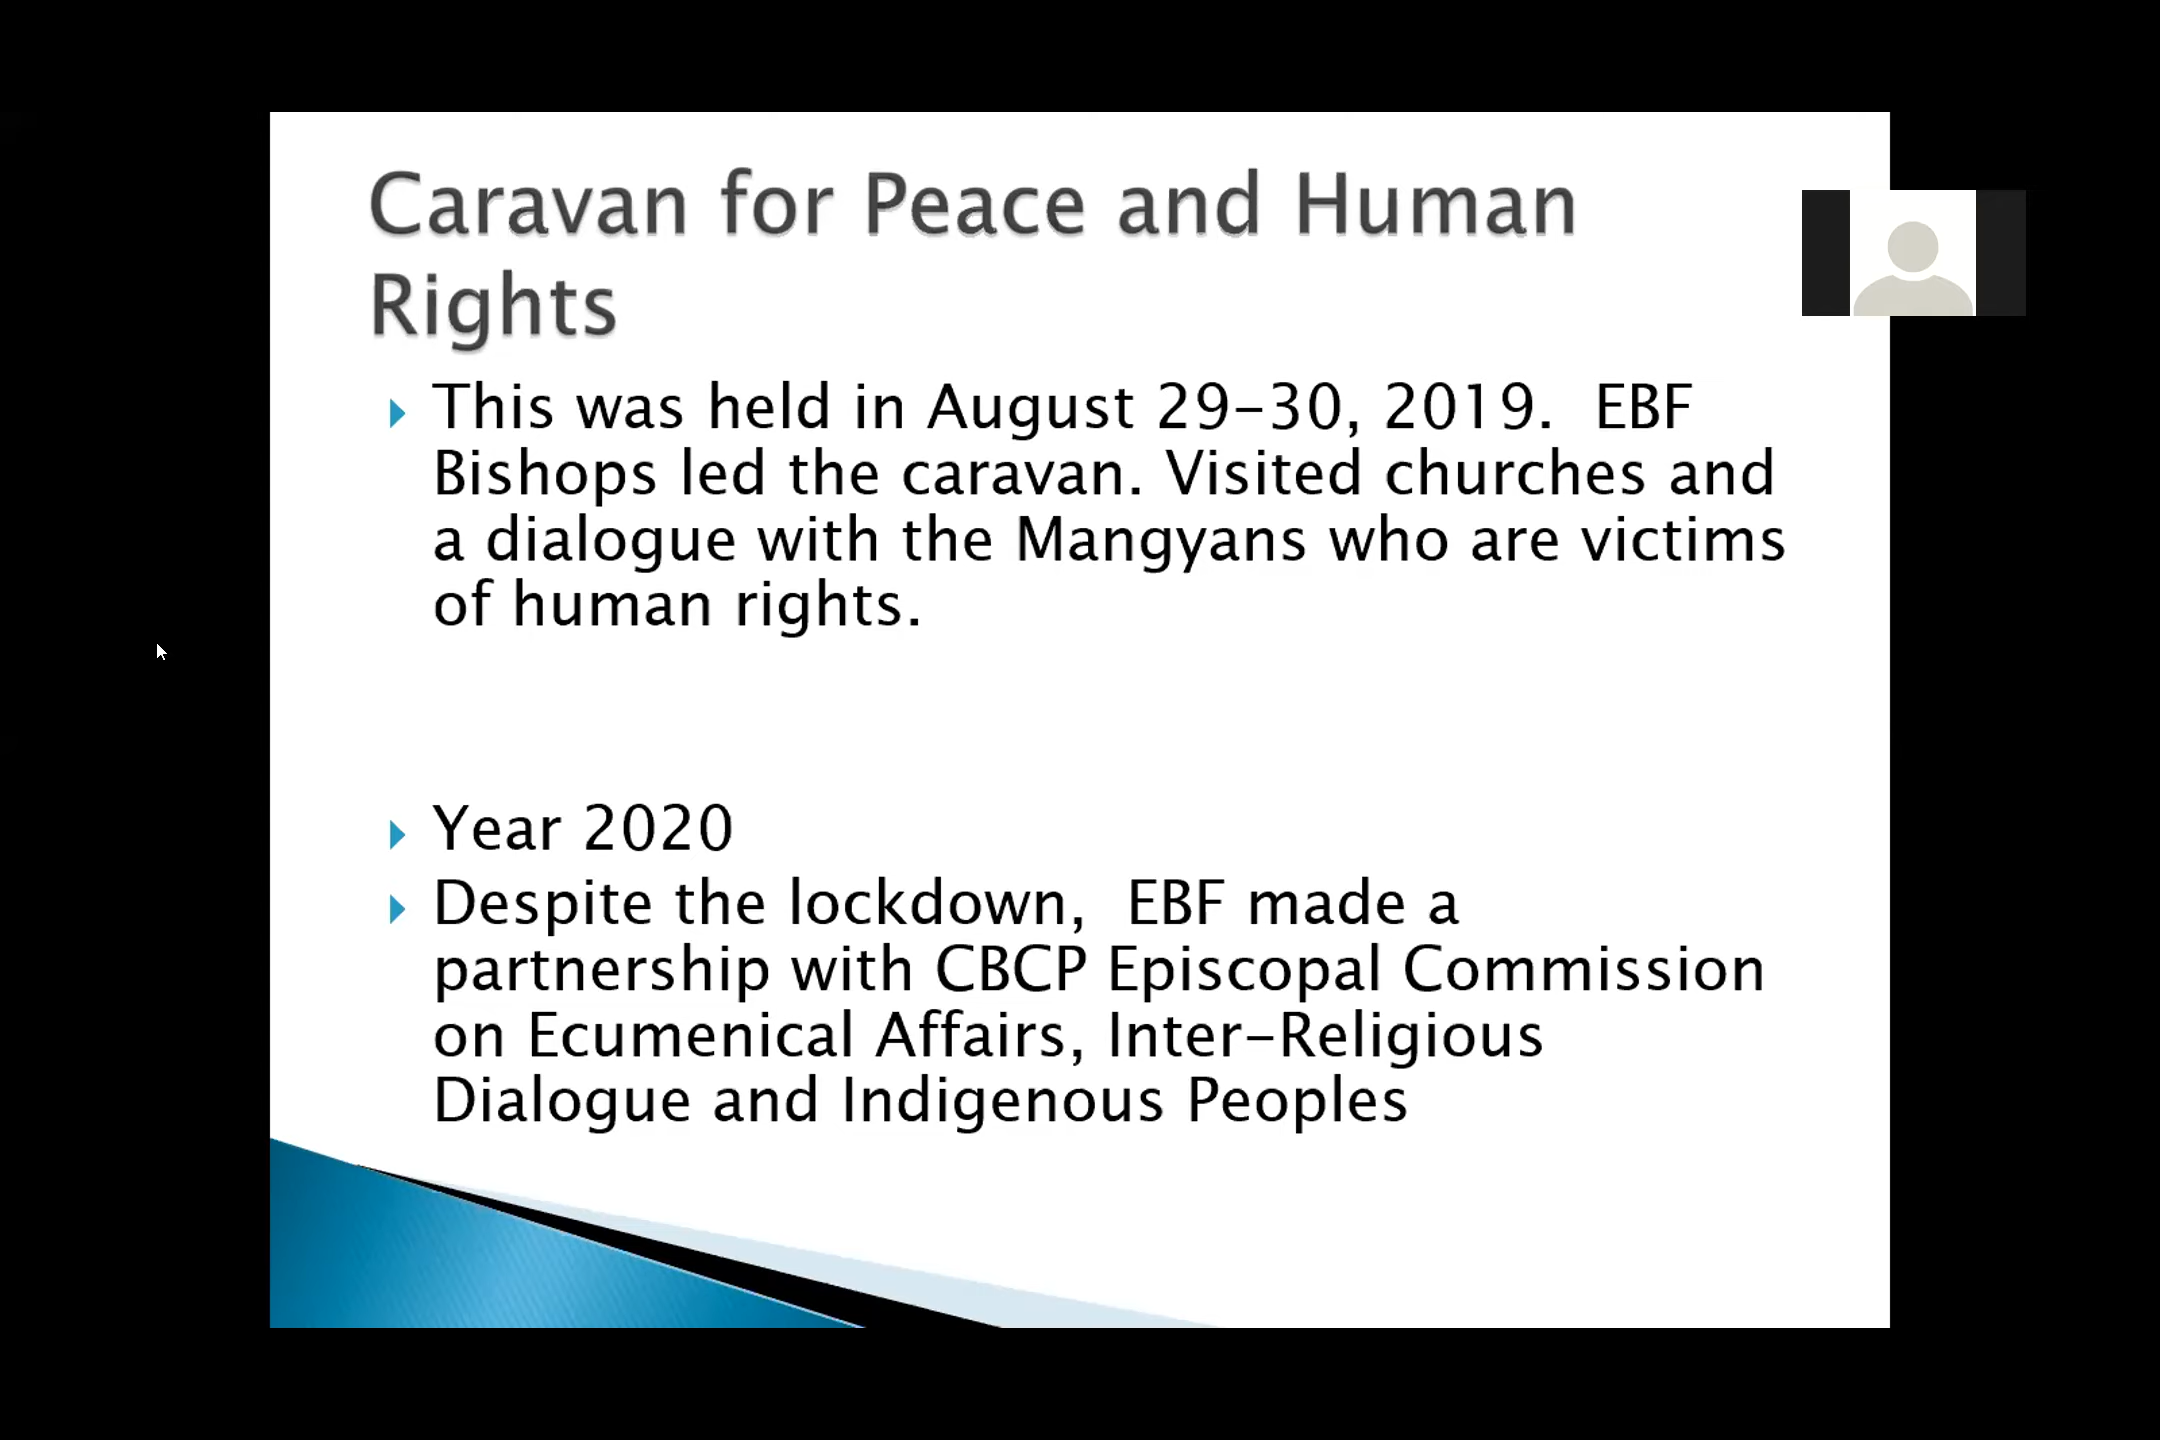 Caravan for Peace and Human
Rights
This was held in August 29-30, 2019.  EBF
Bishops led the caravan. Visited churches and
a dialogue with the Mangyans who are victims
of human rights.
Year 2020
Despite the lockdown,  EBF made a
partnership with CBCP Episcopal Commission
on Ecumenical Affairs, Inter-Religious
Dialogue and Indigenous Peoples